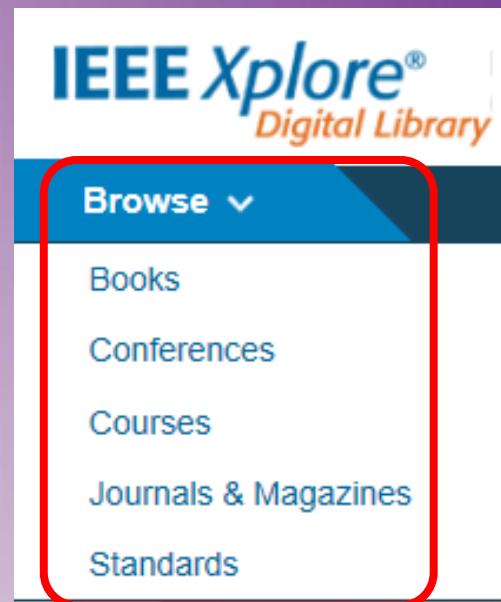 IEEE Xplore®
Digital Library
Browse
Books
Conferences
Courses
Journals & Magazines
Standards